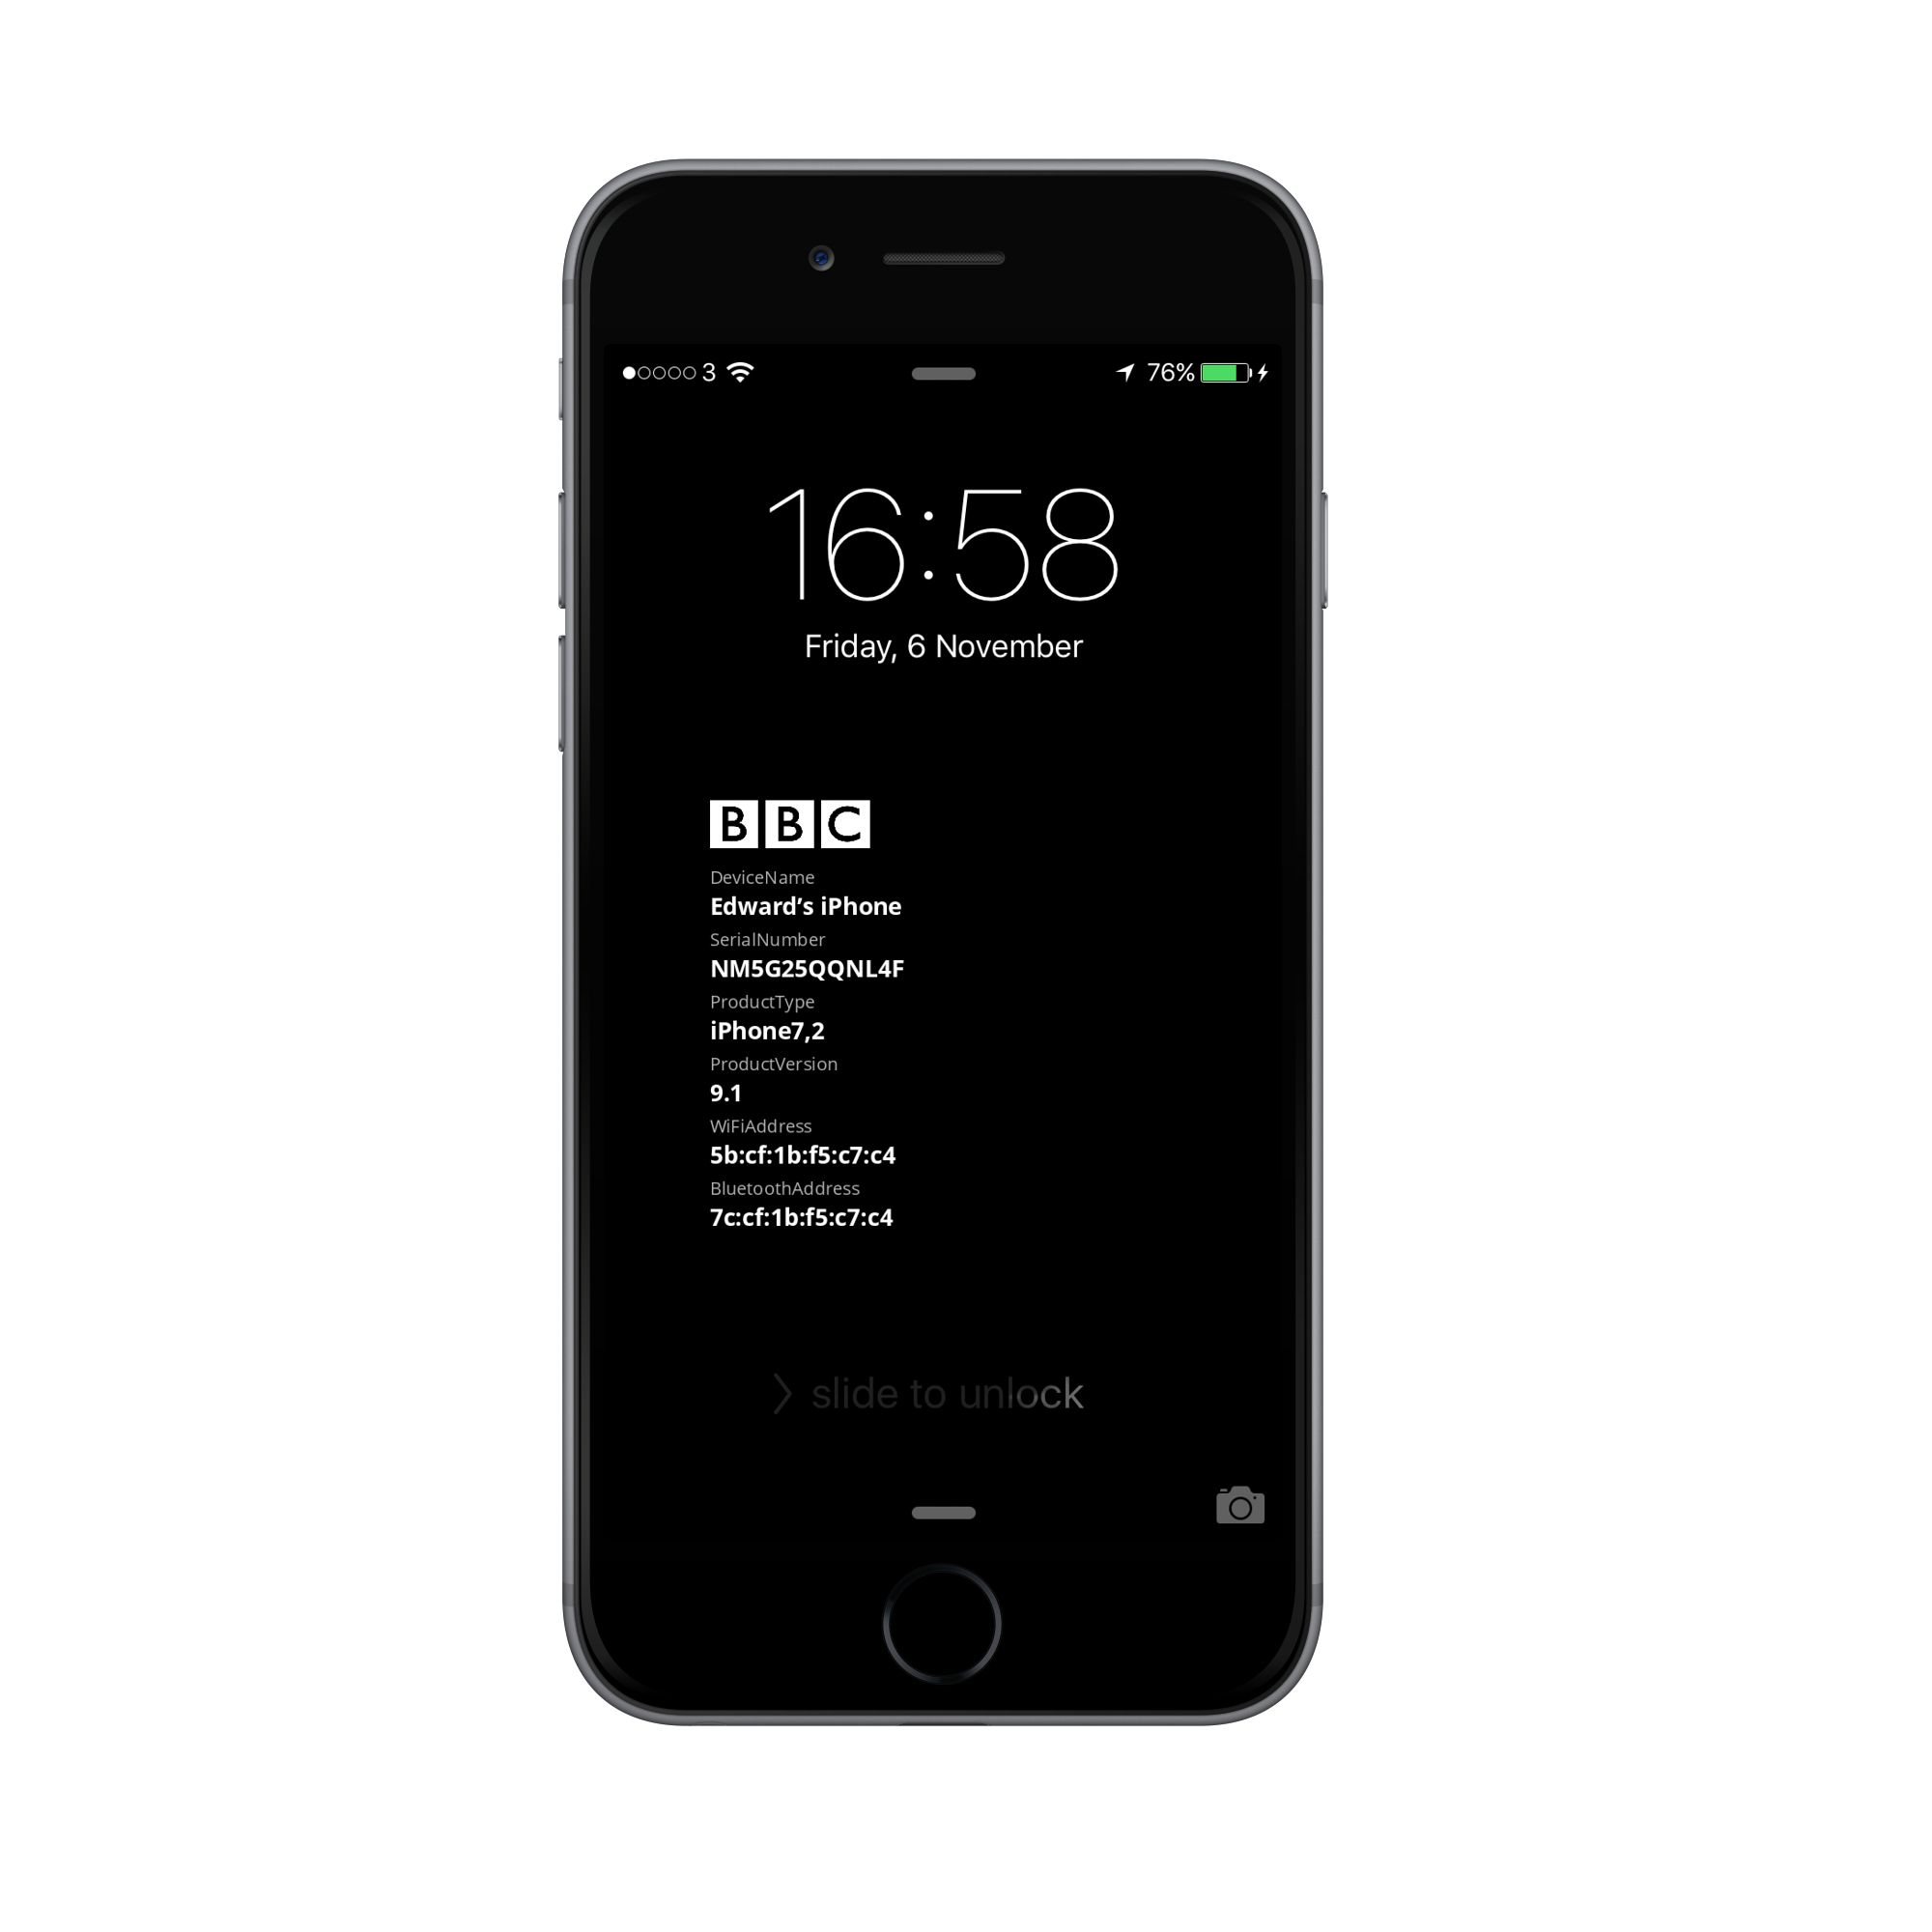 3 76%
16:58
Friday, 6 November
BBC
DeviceName
Edward’s iPhone
SerialNumber
NM5G25QQNL4F
ProductType
iPhone7,2
ProductVersion
9.1
WiFiAddress
5b:cf:1b:f5:c7:c4
BluetoothAddress
7c:cf:1b:f5:c7:c4
slide to unlock